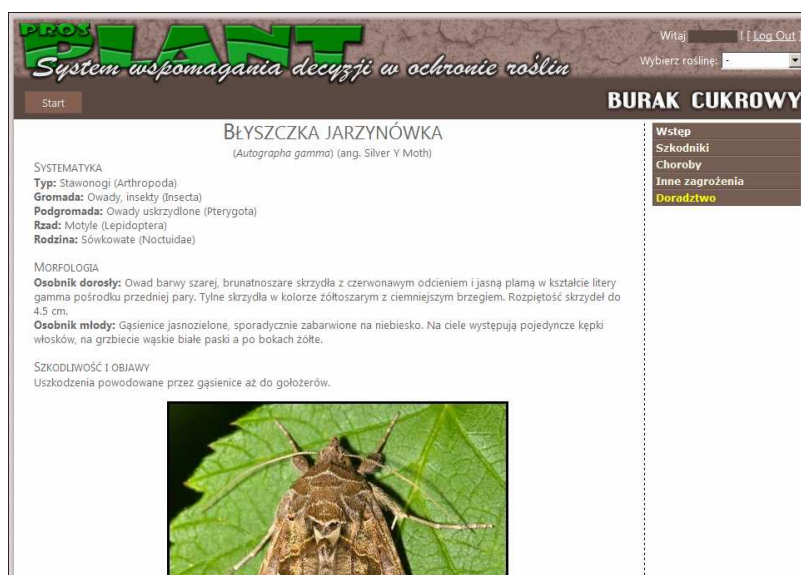 PROS
PLANT
System wspomagania decyzji w ochronie roślin
Witaj ! [ Log Out ]
Wybierz roślinę: -
Start
BURAK CUKROWY
BŁYSZCZKA JARZYNÓWKA
(Autographa gamma) (ang. Silver Y Moth)
SYSTEMATYKA
Typ: Stawonogi (Arthropoda)
Gromada: Owady, insekty (Insecta)
Podgromada: Owady uskrzydlone (Pterygota)
Rzad: Motyle (Lepidoptera)
Rodzina: Sówkowate (Noctuidae)
MORFOLOGIA
Osobnik dorosły: Owad barwy szarej, brunatnoszare skrzydła z czerwonawym odcieniem i jasną plamą w kształcie litery
gamma pośrodku przedniej pary. Tylne skrzydła w kolorze żółtoszarym z ciemniejszym brzegiem. Rozpiętość skrzydeł do
4.5 cm.
Osobnik młody: Gąsienice jasnozielone, sporadycznie zabarwione na niebiesko. Na ciele występują pojedyncze kępki
włosków, na grzbiecie wąskie białe paski a po bokach żółte.
SZKODLIWOŚĆ I OBJAWY
Uszkodzenia powodowane przez gąsienice aż do gołożerów.
Wstęp
Szkodniki
Choroby
Inne zagrożenia
Doradztwo